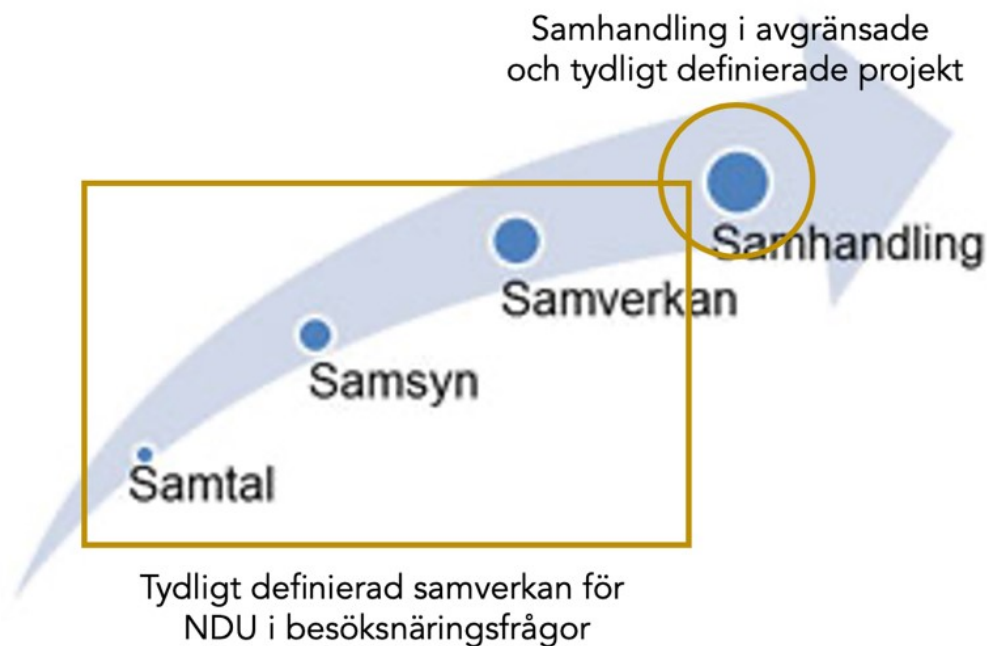 Samhandling i avgränsade
och tydligt definierade projekt
Samhandling
Samverkan
Samsyn
Samtal
Tydligt definierad samverkan för
NDU i besöksnäringsfrågor